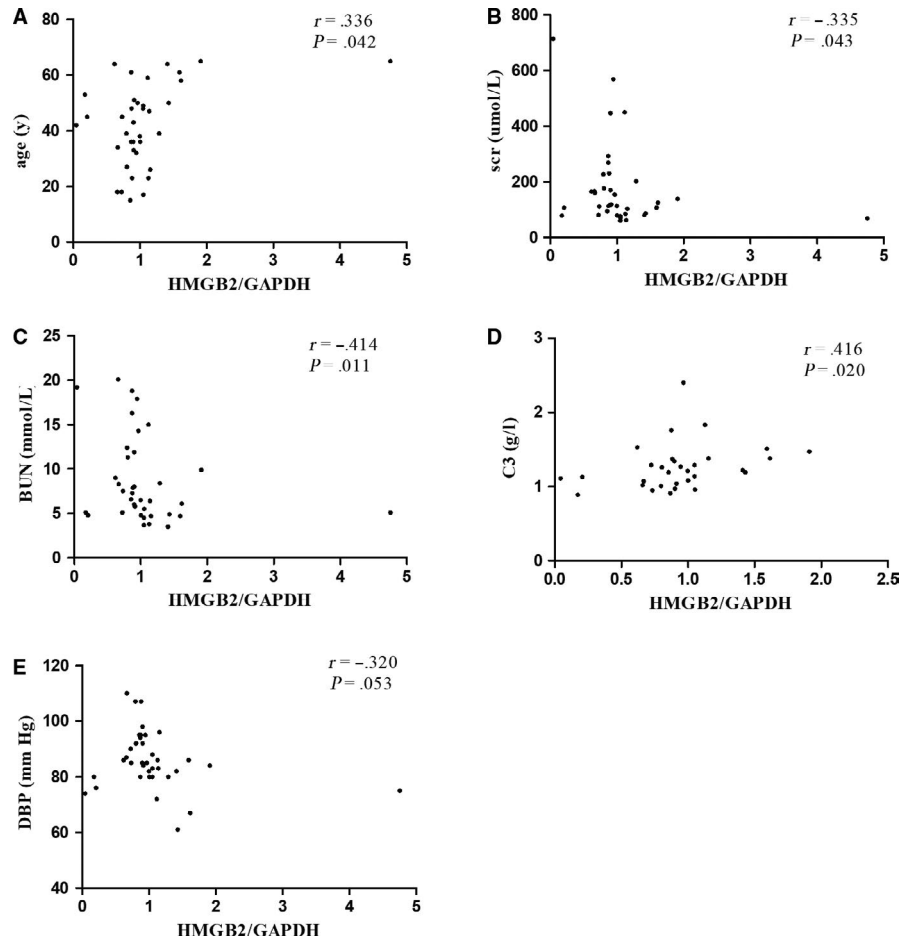 A
r = .336
P = .042
80
60
40
20
0
age (y)
0 1 2 3 4 5
HMGB2/GAPDH
B
r = –.335
P = .043
800
600
400
200
0
scr (umol/L)
0 1 2 3 4 5
HMGB2/GAPDH
C
r = –.414
P = .011
25
20
15
10
5
0
BUN (mmol/L)
0 1 2 3 4 5
IIMGB2/GAPDII
D
r = .416
P = .020
3
2
1
0
C3 (g/l)
0.0 0.5 1.0 1.5 2.0 2.5
HMGB2/GAPDH
E
r = –.320
P = .053
120
100
80
60
40
DBP (mm Hg)
0 1 2 3 4 5
HMGB2/GAPDH